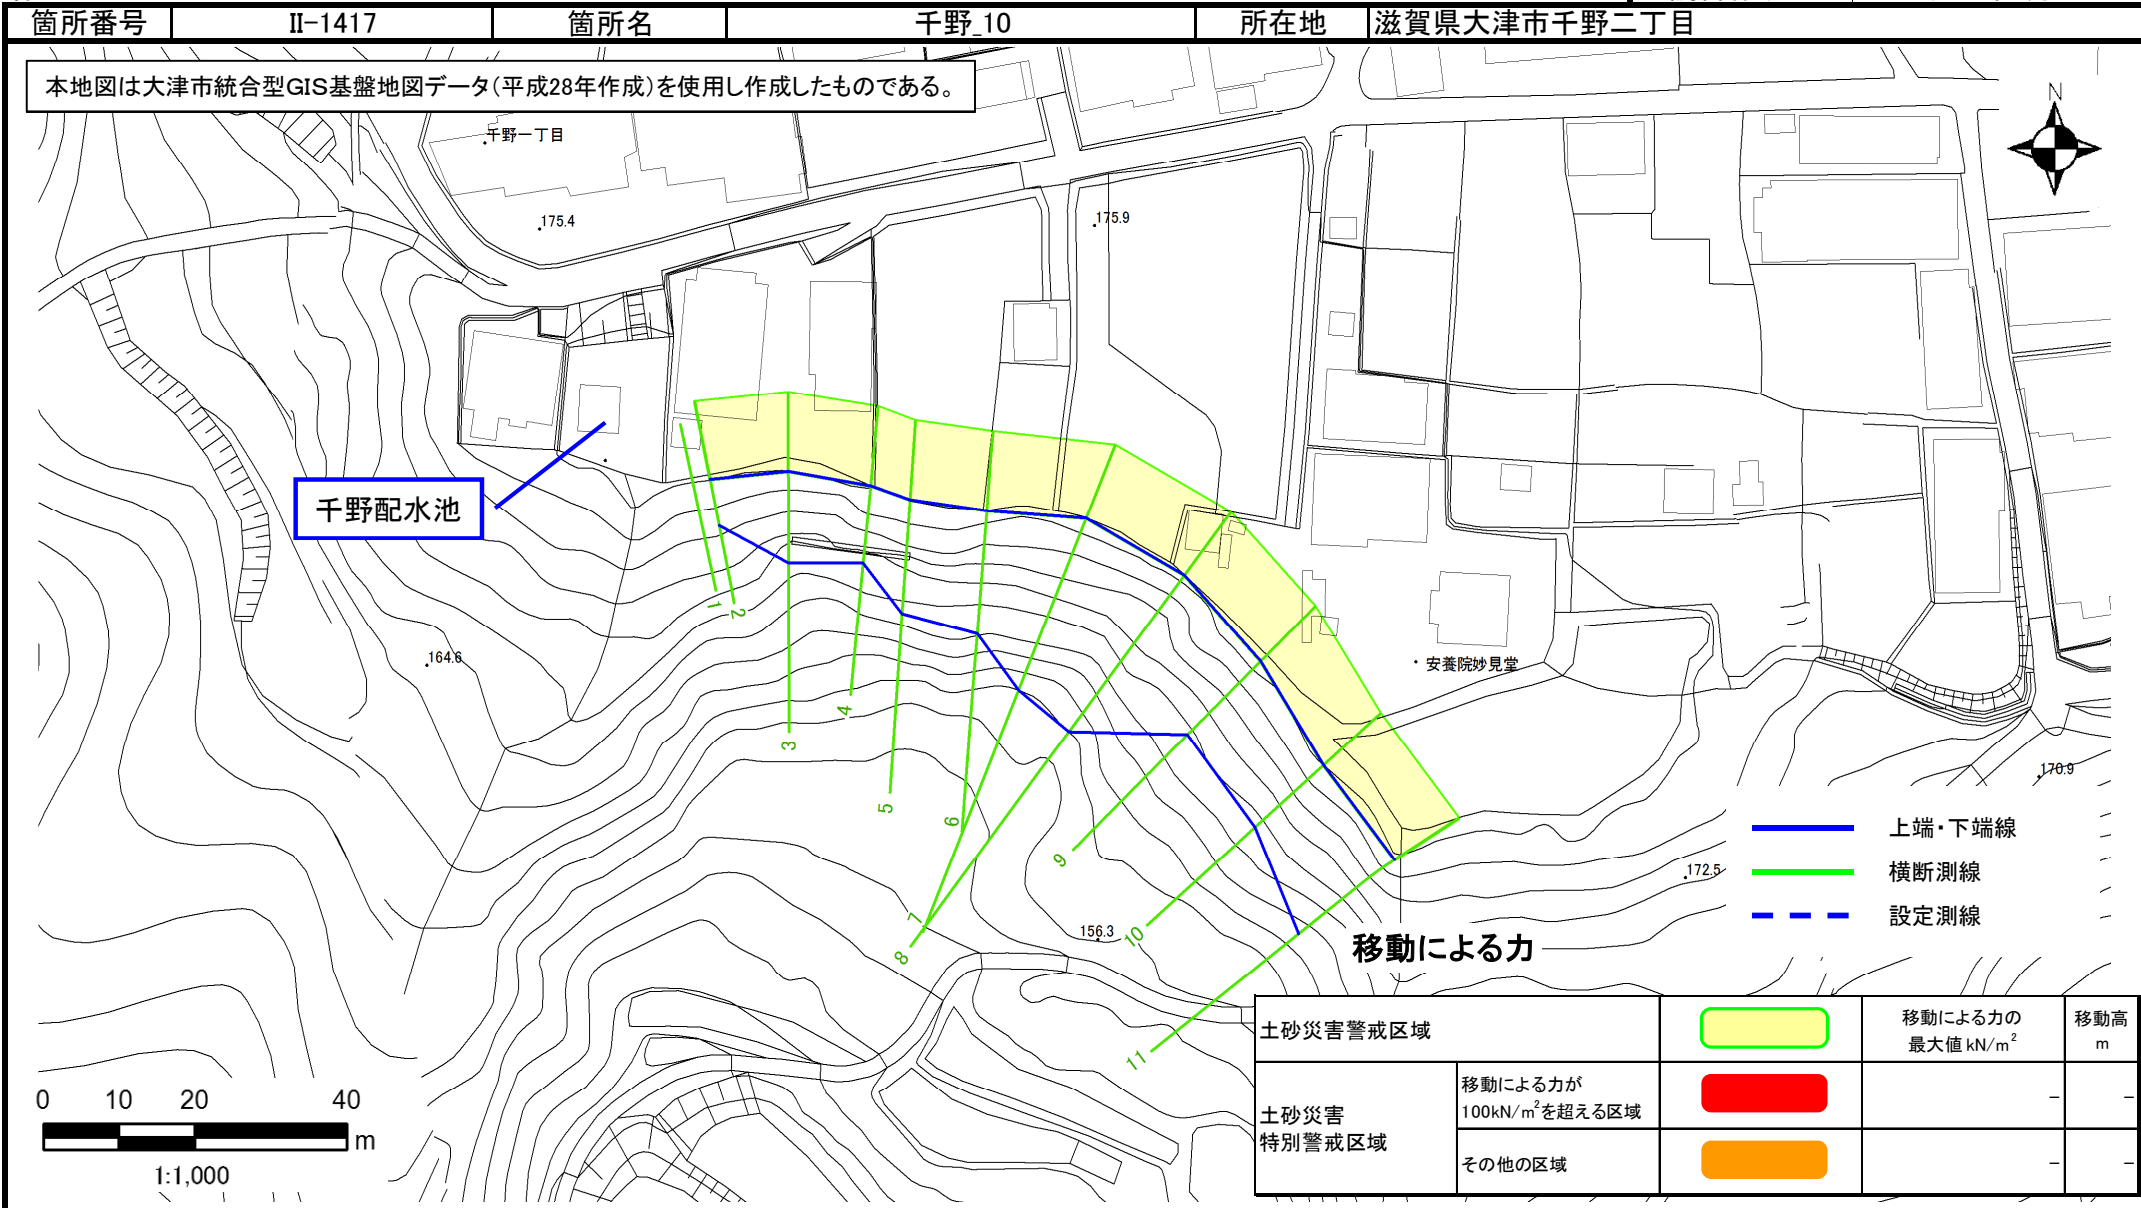 箇所番号 II-1417 箇所名 千野_10 所在地 滋賀県大津市千野二丁目
本地図は大津市統合型GIS基盤地図データ(平成28年作成)を使用し作成したものである。
N
千野一丁目
175.4
175.9
千野配水池
1
2
3
4
5
6
7
8
9
10
11
164.6
安養院妙見堂
170.9
172.5
156.3
上端・下端線
横断測線
設定測線
移動による力
土砂災害警戒区域
移動による力の
最大値 kN/m²
移動高
m
土砂災害
特別警戒区域
移動による力が
100kN/m²を超える区域
- -
その他の区域
- -
0 10 20 40
m
1:1,000